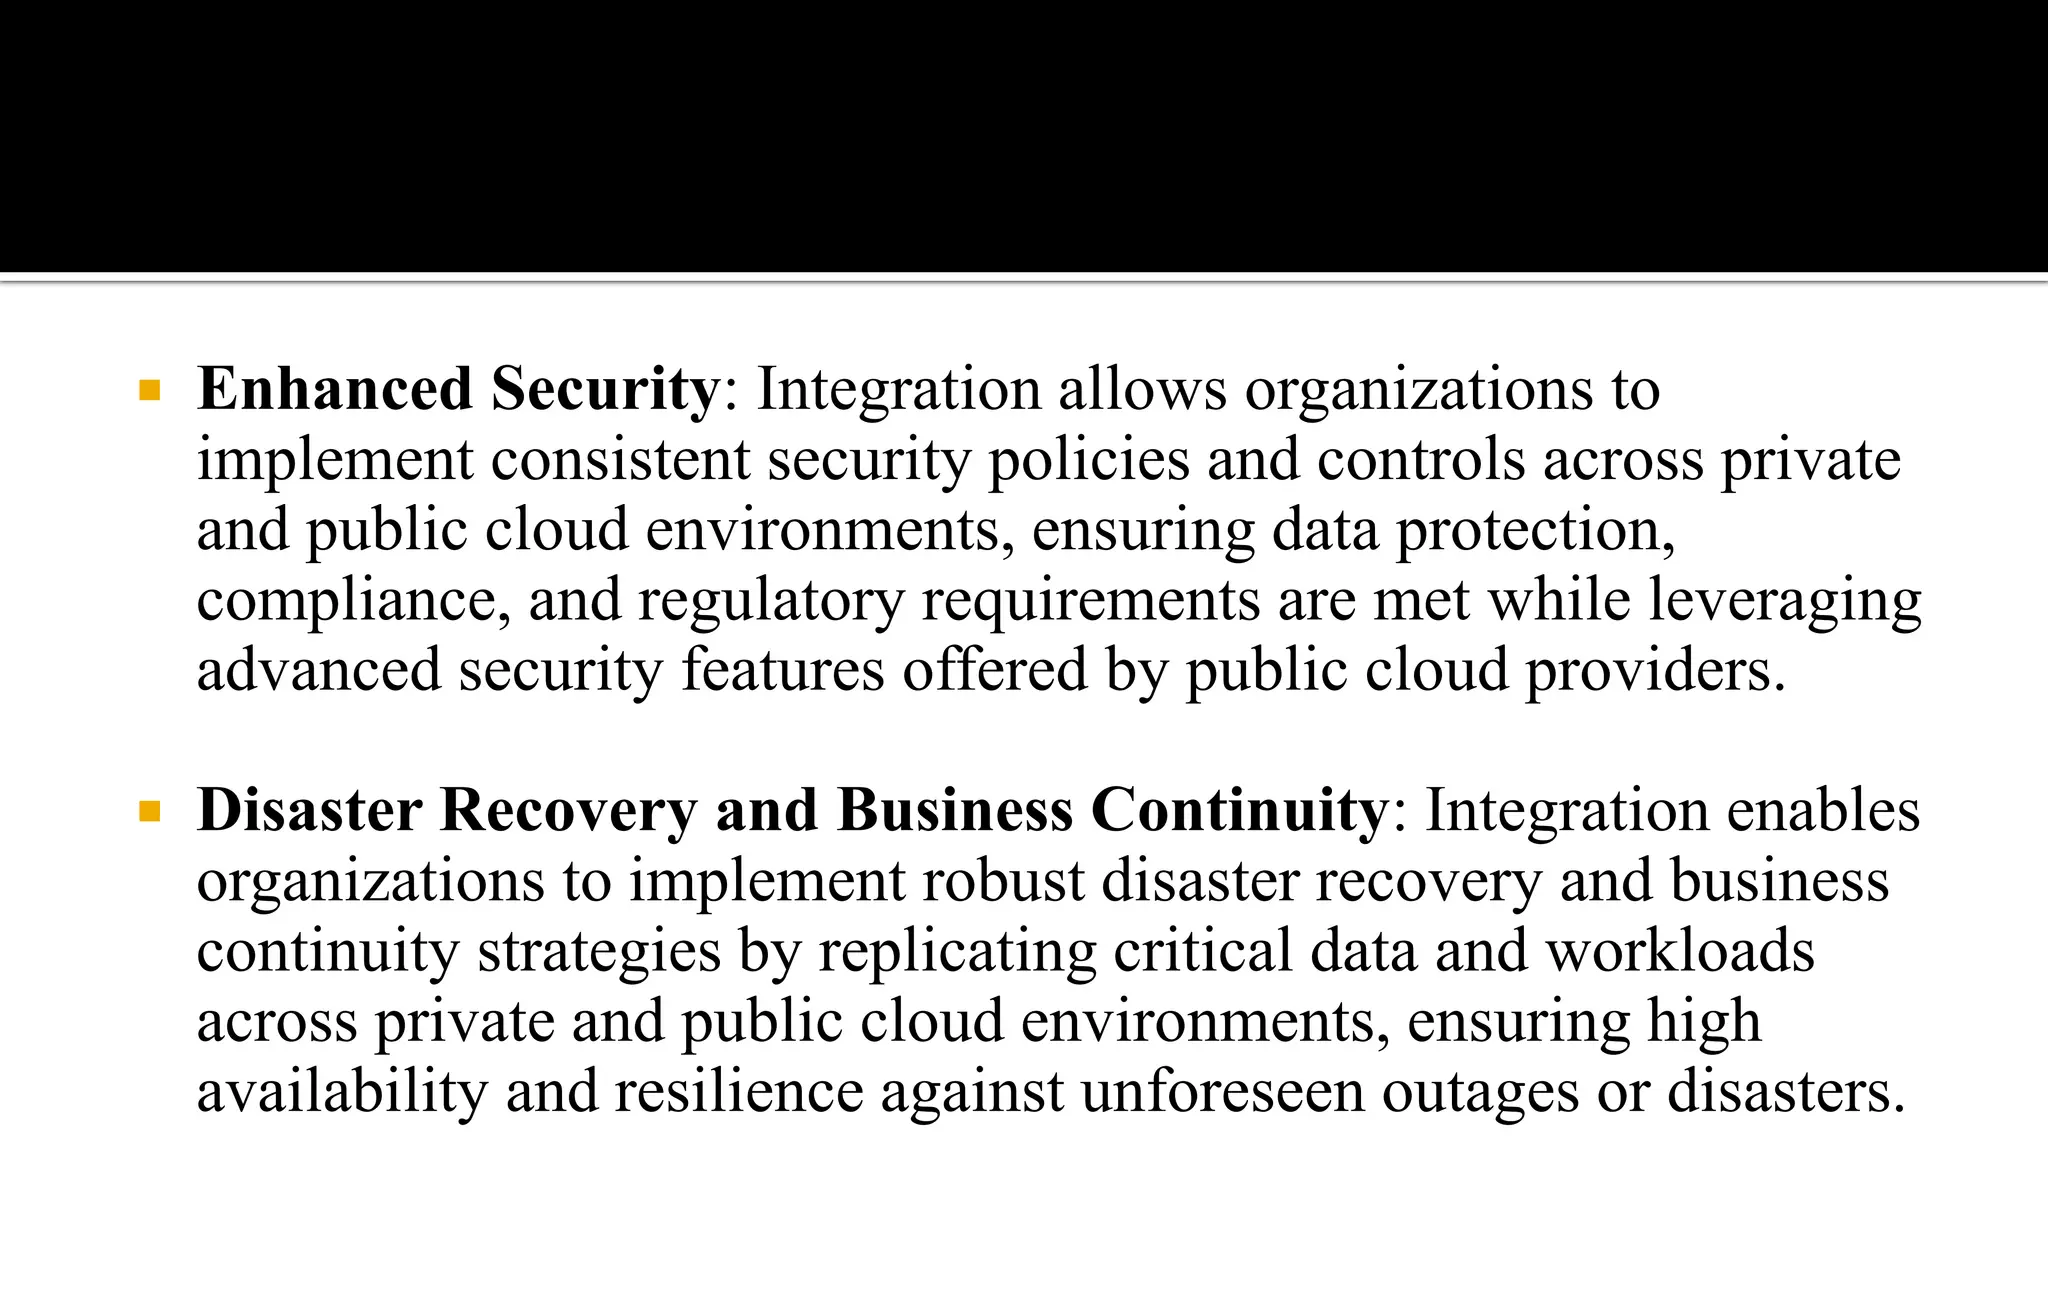 Enhanced Security: Integration allows organizations to
implement consistent security policies and controls across private
and public cloud environments, ensuring data protection,
compliance, and regulatory requirements are met while leveraging
advanced security features offered by public cloud providers.
Disaster Recovery and Business Continuity: Integration enables
organizations to implement robust disaster recovery and business
continuity strategies by replicating critical data and workloads
across private and public cloud environments, ensuring high
availability and resilience against unforeseen outages or disasters.